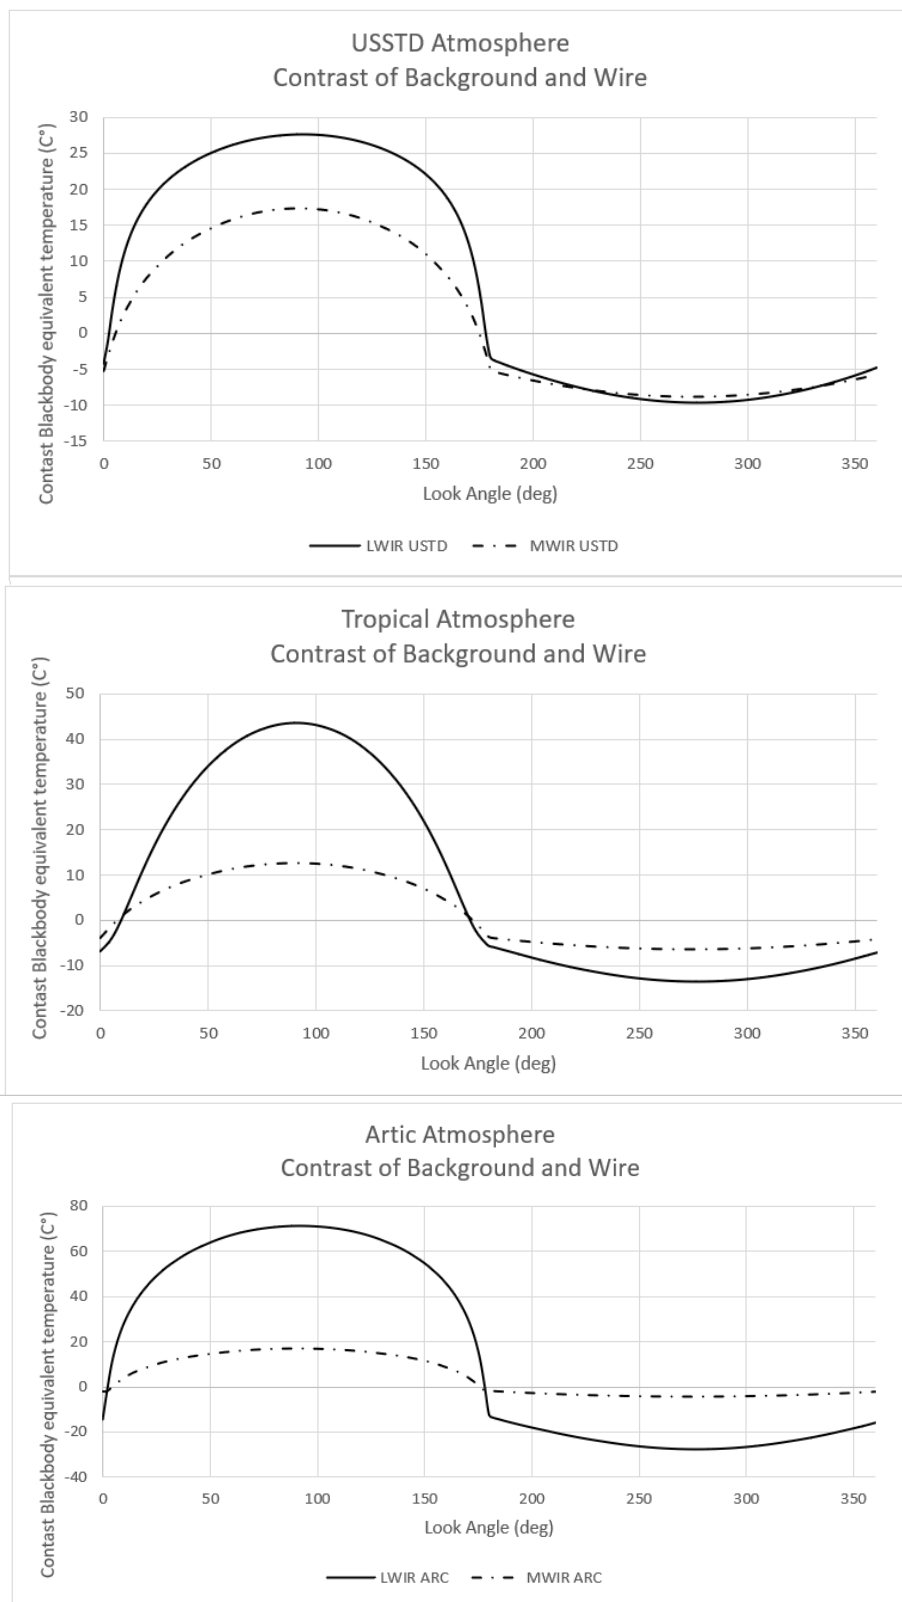 USSTD Atmosphere
Contrast of Background and Wire
Contast Blackbody equivalent temperature (C°)
30
25
20
15
10
5
0
-5
-10
-15
0 50 100 150 200 250 300 350
Look Angle (deg)
LWIR USTD MWIR USTD
Tropical Atmosphere
Contrast of Background and Wire
Contast Blackbody equivalent temperature (C°)
50
40
30
20
10
0
-10
-20
0 50 100 150 200 250 300 350
Look Angle (deg)
Artic Atmosphere
Contrast of Background and Wire
Contast Blackbody equivalent temperature (C°)
80
60
40
20
0
-20
-40
0 50 100 150 200 250 300 350
Look Angle (deg)
LWIR ARC MWIR ARC